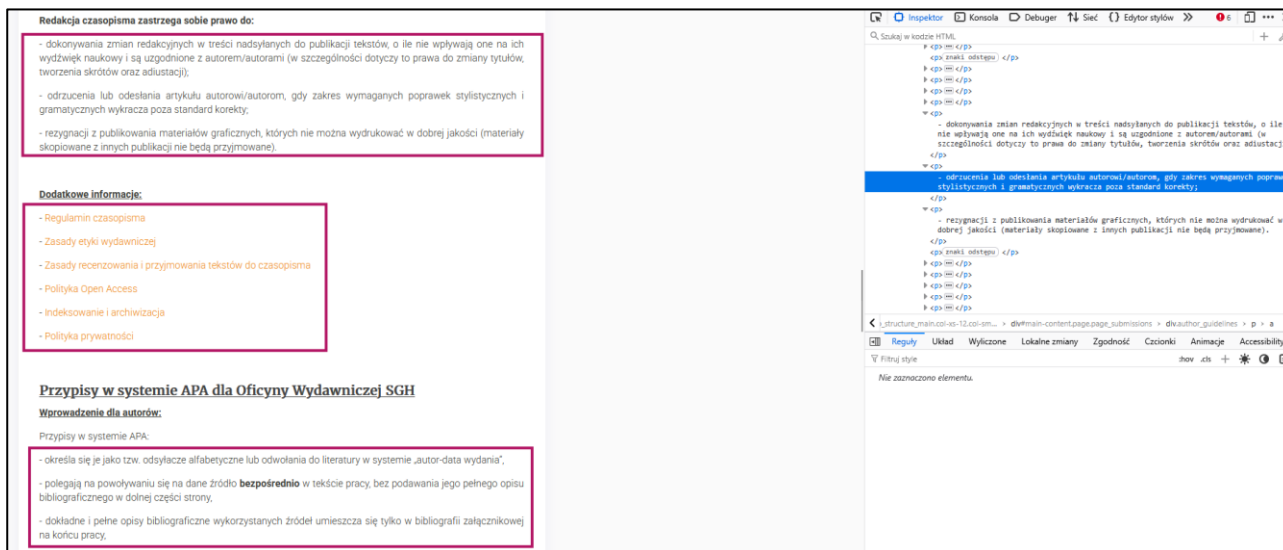 Redakcja czasopisma zastrzega sobie prawo do:
- dokonywania zmian redakcyjnych w treści nadsyłanych do publikacji tekstów, o ile nie wpływają one na ich
wydźwięk naukowy i są uzgodnione z autorem/autorami (w szczególności dotyczy to prawa do zmiany tytułów,
tworzenia skrótów oraz adiustacji);
- odrzucenia lub odesłania artykułu autorowi/autorom, gdy zakres wymaganych poprawek stylistycznych i
gramatycznych wykracza poza standard korekty;
- rezygnacji z publikowania materiałów graficznych, których nie można wydrukować w dobrej jakości (materiały
skopiowane z innych publikacji nie będą przyjmowane).
Dodatkowe informacje:
- Regulamin czasopisma
- Zasady etyki wydawniczej
- Zasady recenzowania i przyjmowania tekstów do czasopisma
- Polityka Open Access
- Indeksowanie i archiwizacja
- Polityka prywatności
Przypisy w systemie APA dla Oficyny Wydawniczej SGH
Wprowadzenie dla autorów:
Przypisy w systemie APA:
- określa się je jako tzw. odsyłacze alfabetyczne lub odwołania do literatury w systemie „autor-data wydania”,
- polegają na powoływaniu się na dane źródło bezpośrednio w tekście pracy, bez podawania jego pełnego opisu
bibliograficznego w dolnej części strony,
- dokładne i pełne opisy bibliograficzne wykorzystanych źródeł umieszcza się tylko w bibliografii załącznikowej
na końcu pracy,
Inspektor Konsola Debuger Sieć {} Edytor stylów 6
Szukaj w kodzie HTML
<p> ... </p>
<p> znaki odstępu </p>
<p> ... </p>
<p> ... </p>
<p> ... </p>
<p> ... </p>
<p>
- dokonywania zmian redakcyjnych w treści nadsyłanych do publikacji tekstów, o ile
nie wpływają one na ich wydźwięk naukowy i są uzgodnione z autorem/autorami (w
szczególności dotyczy to prawa do zmiany tytułów, tworzenia skrótów oraz adiustacj
</p>
<p>
- odrzucenia lub odesłania artykułu autorowi/autorom, gdy zakres wymaganych popraw
stylistycznych i gramatycznych wykracza poza standard korekty;
</p>
<p>
- rezygnacji z publikowania materiałów graficznych, których nie można wydrukować w
dobrej jakości (materiały skopiowane z innych publikacji nie będą przyjmowane).
</p>
<p> znaki odstępu </p>
<p> ... </p>
<p> ... </p>
<p> ... </p>
<p> ... </p>
_structure_main.col-xs-12.col-sm... > div#main-content.page.page_submissions > div.author_guidelines > p > a
Reguły Układ Wyliczone Lokalne zmiany Zgodność Czcionki Animacje Accessibility
Filtruj style :hov .cls +
Nie zaznaczono elementu.